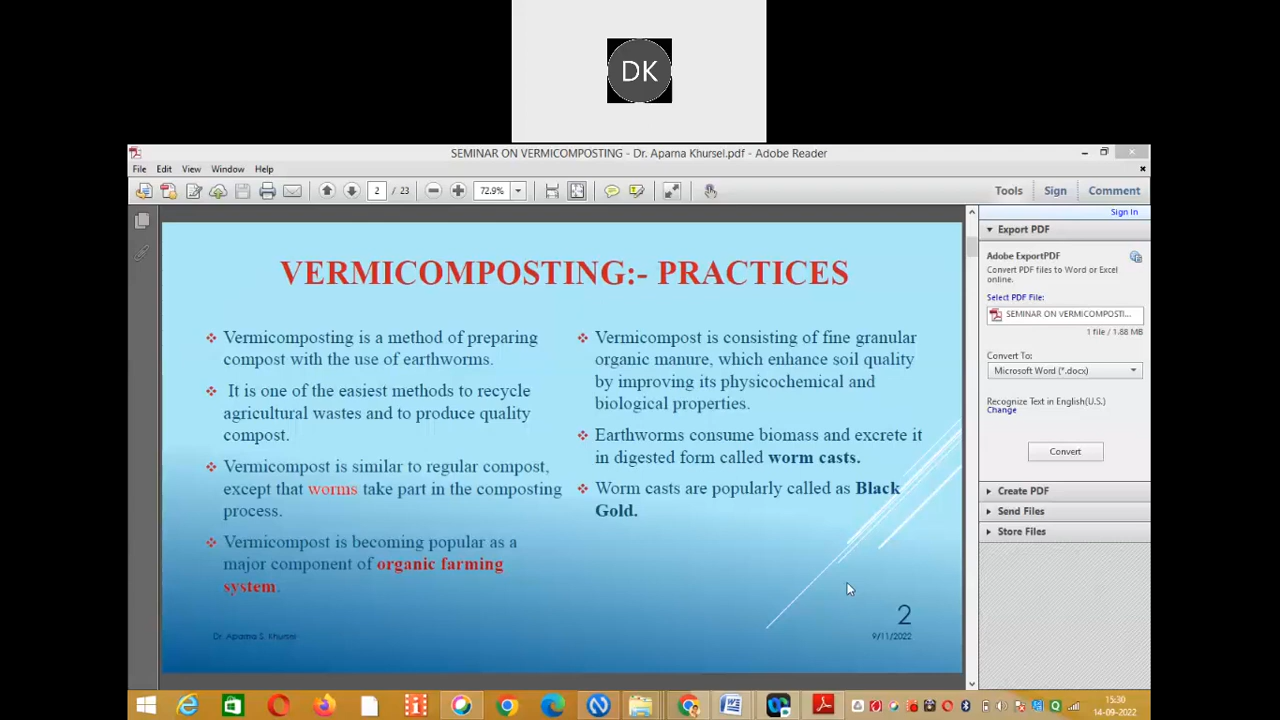 DK
SEMINAR ON VERMICOMPOSTING - Dr. Aparna Khursel.pdf - Adobe Reader
File Edit View Window Help
2 / 23 72.9% Tools Sign Comment
Sign In
Export PDF
Adobe ExportPDF
Convert PDF files to Word or Excel
online.
Select PDF File:
SEMINAR ON VERMICOMPOSTI...
1 file / 1.88 MB
Convert To:
Microsoft Word (*.docx)
Recognize Text in English(U.S.)
Change
Convert
Create PDF
Send Files
Store Files
VERMICOMPOSTING:- PRACTICES
Vermicomposting is a method of preparing
compost with the use of earthworms.
It is one of the easiest methods to recycle
agricultural wastes and to produce quality
compost.
Vermicompost is similar to regular compost,
except that worms take part in the composting
process.
Vermicompost is becoming popular as a
major component of organic farming
system.
Vermicompost is consisting of fine granular
organic manure, which enhance soil quality
by improving its physicochemical and
biological properties.
Earthworms consume biomass and excrete it
in digested form called worm casts.
Worm casts are popularly called as Black
Gold.
Dr. Aparna S. Khursel
2
9/11/2022
15:30
14-09-2022